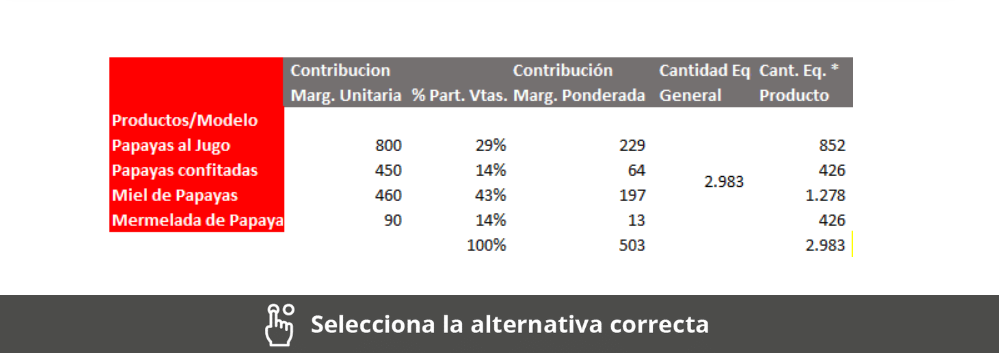 Contribucion Contribución Cantidad Eq Cant. Eq. *
Marg. Unitaria % Part. Vtas. Marg. Ponderada General Producto
Productos/Modelo
Papayas al Jugo 800 29% 229 852
Papayas confitadas 450 14% 64 426
2.983
Miel de Papayas 460 43% 197 1.278
Mermelada de Papaya 90 14% 13 426
100% 503 2.983
Selecciona la alternativa correcta